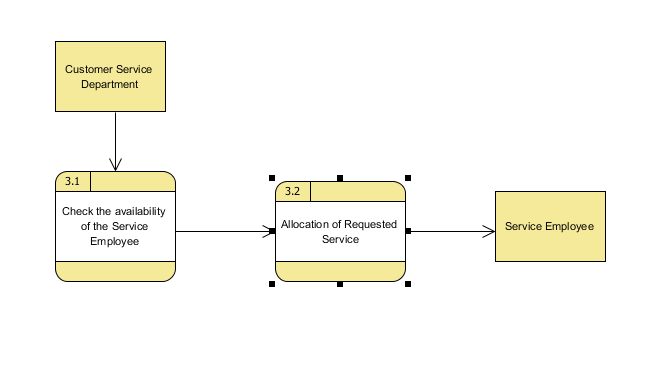 Customer Service
Department
3.1
Check the availability
of the Service
Employee
3.2
Allocation of Requested
Service
Service Employee